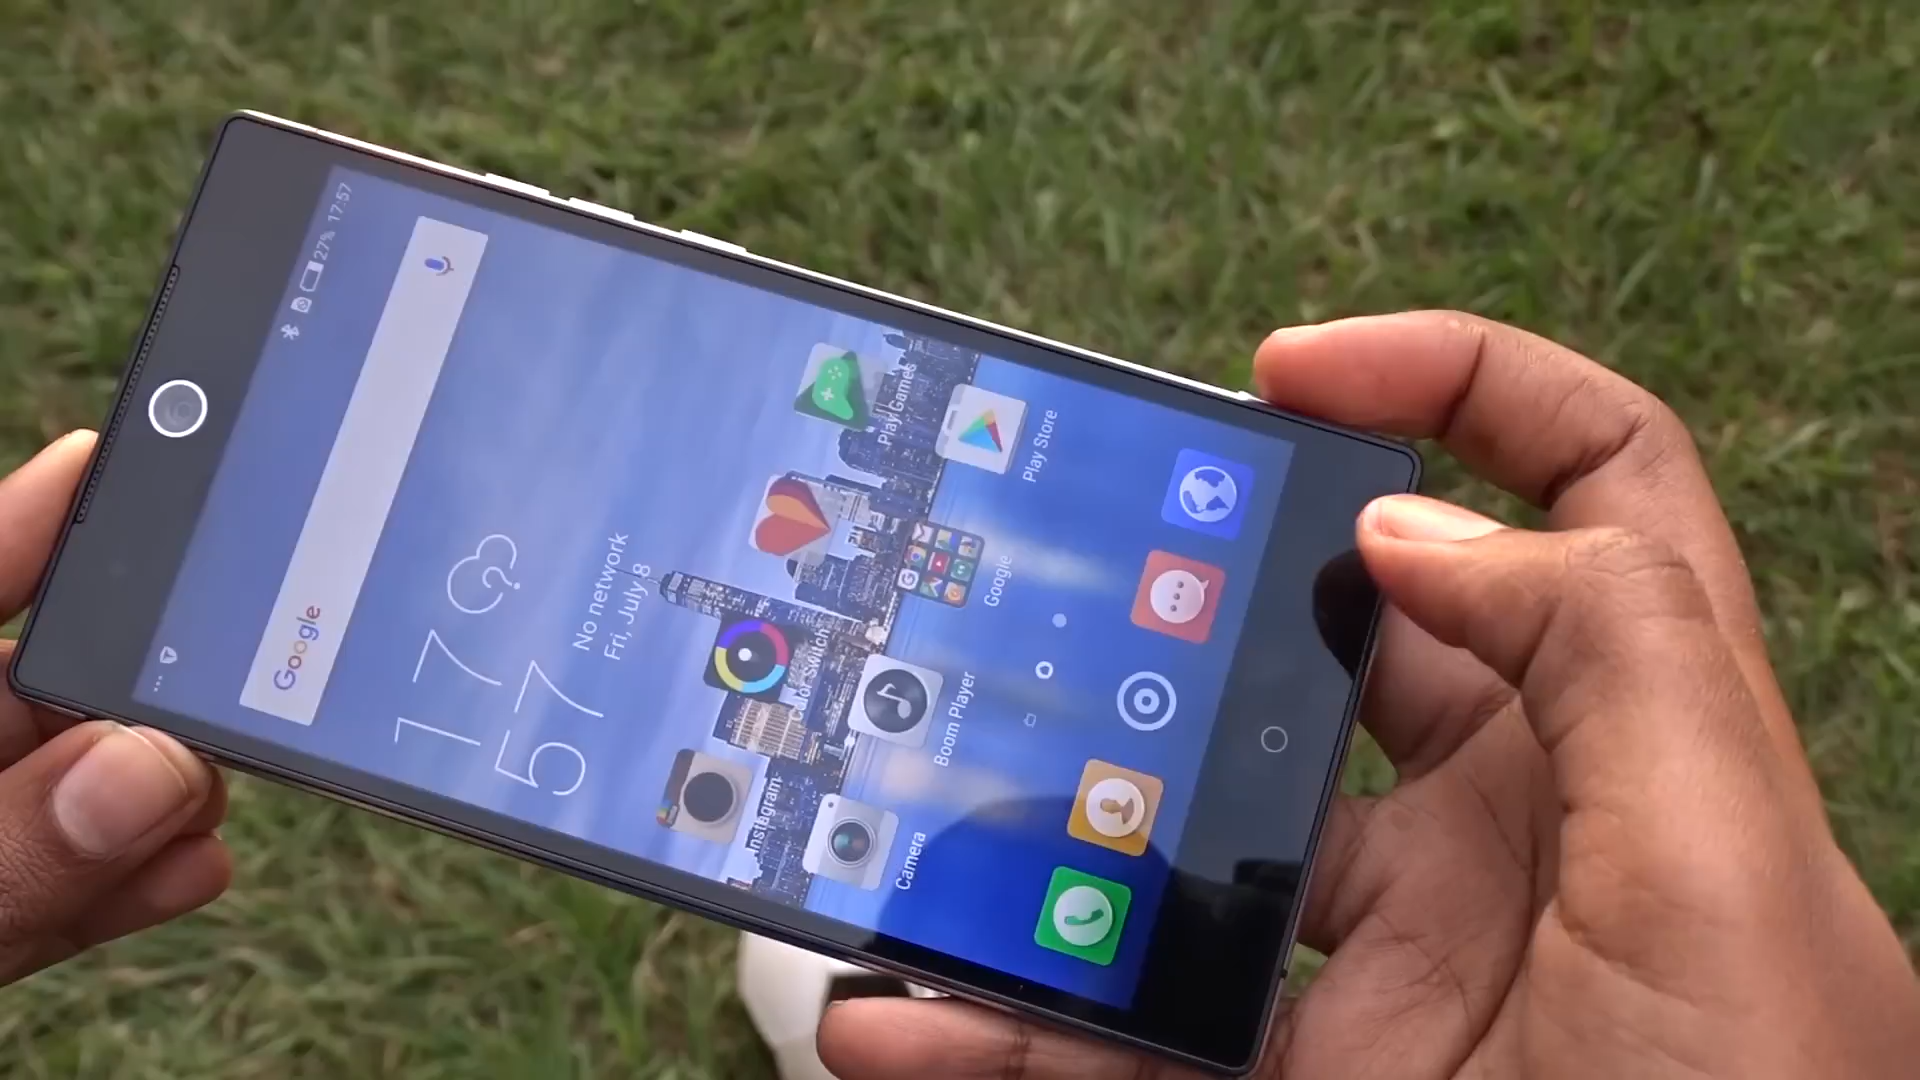 27% 17:57
Google
17
57
No network
Fri, July 8
Instagram
Color Switch
Play Games
Camera
Boom Player
Google
Play Store